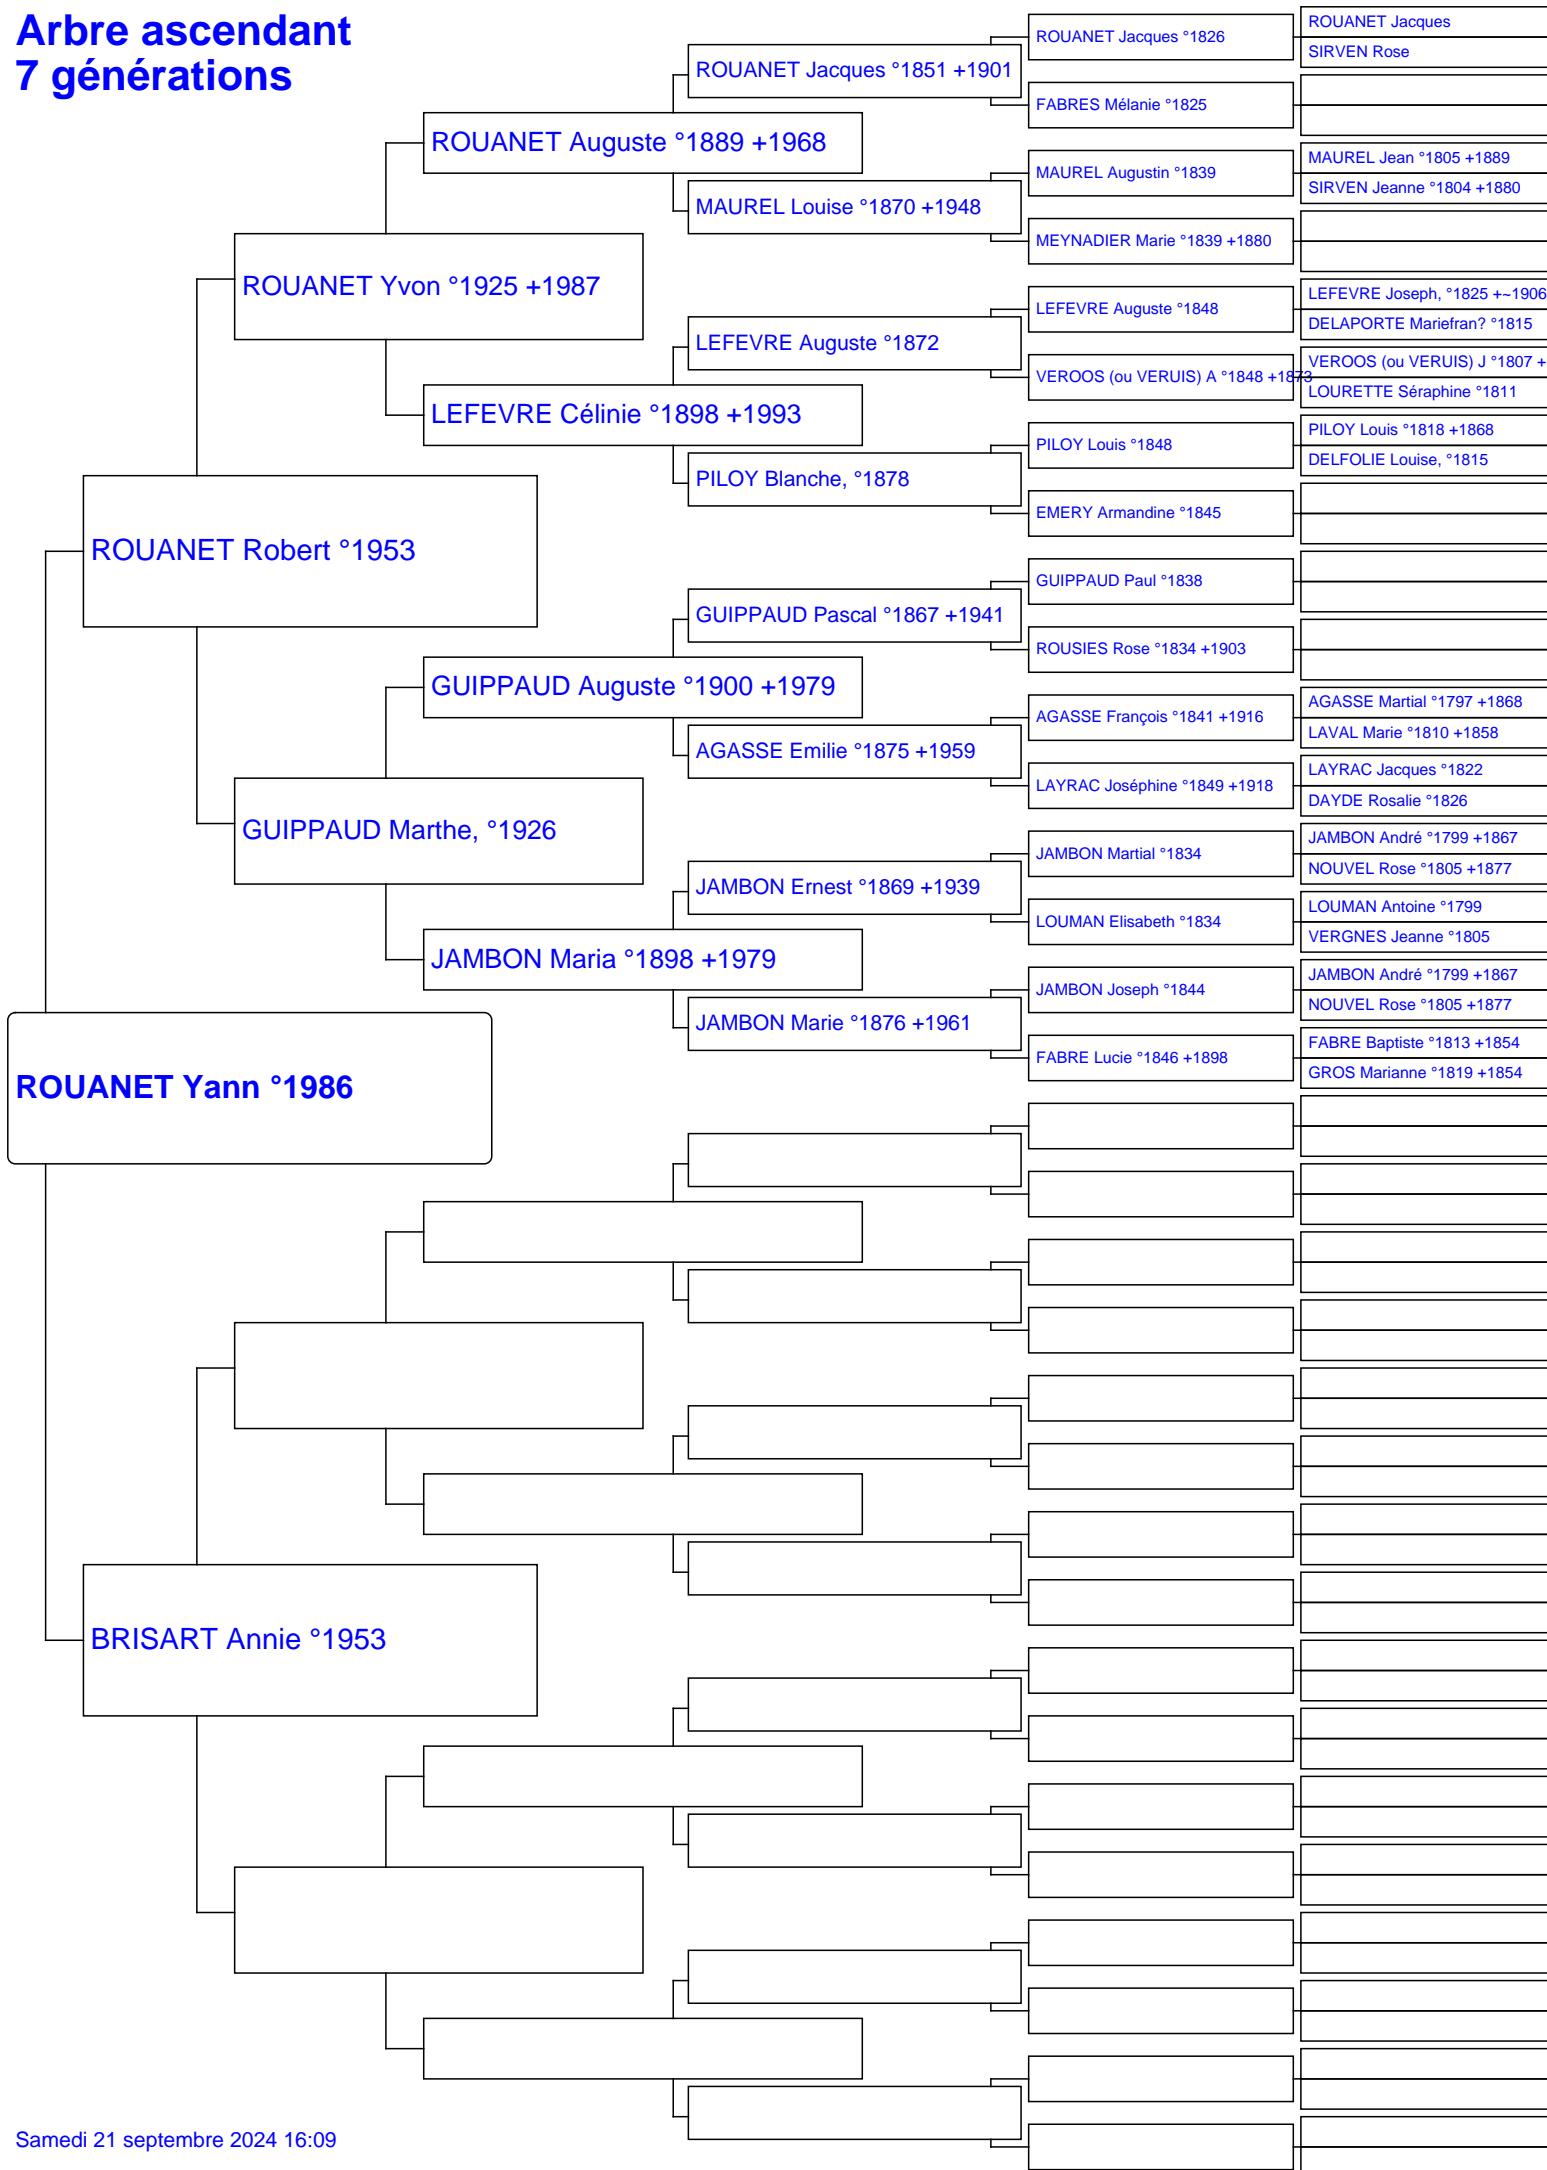 Arbre ascendant
7 générations
ROUANET Yann °1986
ROUANET Robert °1953
BRISART Annie °1953
ROUANET Yvon °1925 +1987
GUIPPAUD Marthe, °1926
ROUANET Auguste °1889 +1968
LEFEVRE Célinie °1898 +1993
GUIPPAUD Auguste °1900 +1979
JAMBON Maria °1898 +1979
ROUANET Jacques °1851 +1901
MAUREL Louise °1870 +1948
LEFEVRE Auguste °1872
PILOY Blanche, °1878
GUIPPAUD Pascal °1867 +1941
AGASSE Emilie °1875 +1959
JAMBON Ernest °1869 +1939
JAMBON Marie °1876 +1961
ROUANET Jacques °1826
FABRES Mélanie °1825
MAUREL Augustin °1839
MEYNADIER Marie °1839 +1880
LEFEVRE Auguste °1848
VEROOS (ou VERUIS) A °1848 +1873
PILOY Louis °1848
EMERY Armandine °1845
GUIPPAUD Paul °1838
ROUSIES Rose °1834 +1903
AGASSE François °1841 +1916
LAYRAC Joséphine °1849 +1918
JAMBON Martial °1834
LOUMAN Elisabeth °1834
JAMBON Joseph °1844
FABRE Lucie °1846 +1898
ROUANET Jacques
SIRVEN Rose
MAUREL Jean °1805 +1889
SIRVEN Jeanne °1804 +1880
LEFEVRE Joseph, °1825 +~1906
DELAPORTE Mariefran? °1815
VEROOS (ou VERUIS) J °1807 +
LOURETTE Séraphine °1811
PILOY Louis °1818 +1868
DELFOLIE Louise, °1815
AGASSE Martial °1797 +1868
LAVAL Marie °1810 +1858
LAYRAC Jacques °1822
DAYDE Rosalie °1826
JAMBON André °1799 +1867
NOUVEL Rose °1805 +1877
LOUMAN Antoine °1799
VERGNES Jeanne °1805
JAMBON André °1799 +1867
NOUVEL Rose °1805 +1877
FABRE Baptiste °1813 +1854
GROS Marianne °1819 +1854
Samedi 21 septembre 2024 16:09